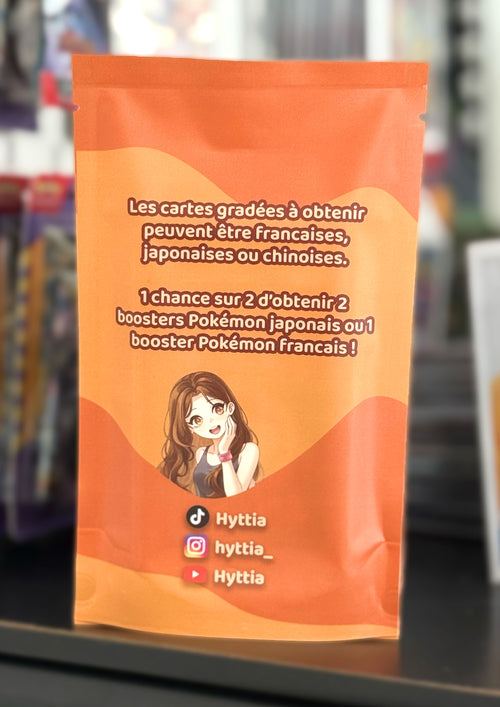 Les cartes gradées à obtenir
peuvent être francaises,
japonaises ou chinoises.
1 chance sur 2 d'obtenir 2
boosters Pokémon japonais ou 1
booster Pokémon francais !
Hyttia
hyttia_
Hyttia